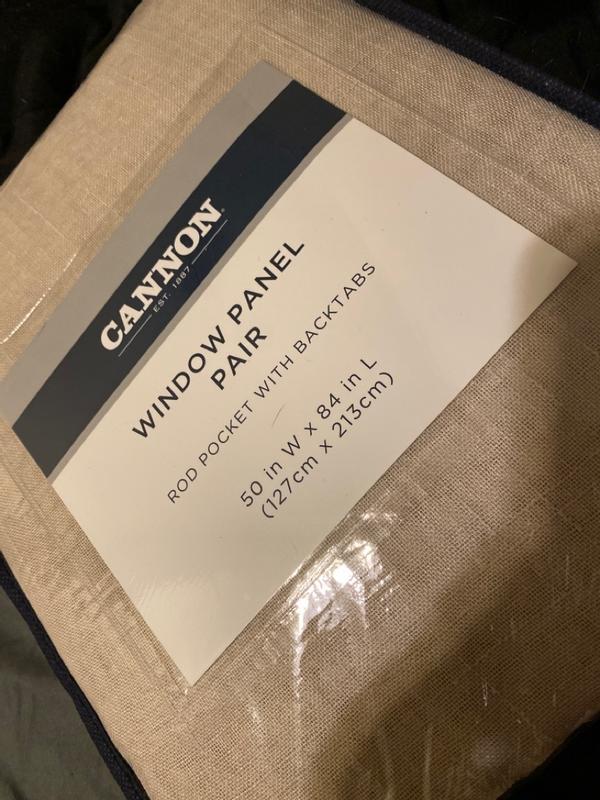 CANNON
EST. 1887
WINDOW PANEL
PAIR
ROD POCKET WITH BACKTABS
50 in W x 84 in L
(127cm x 213cm)